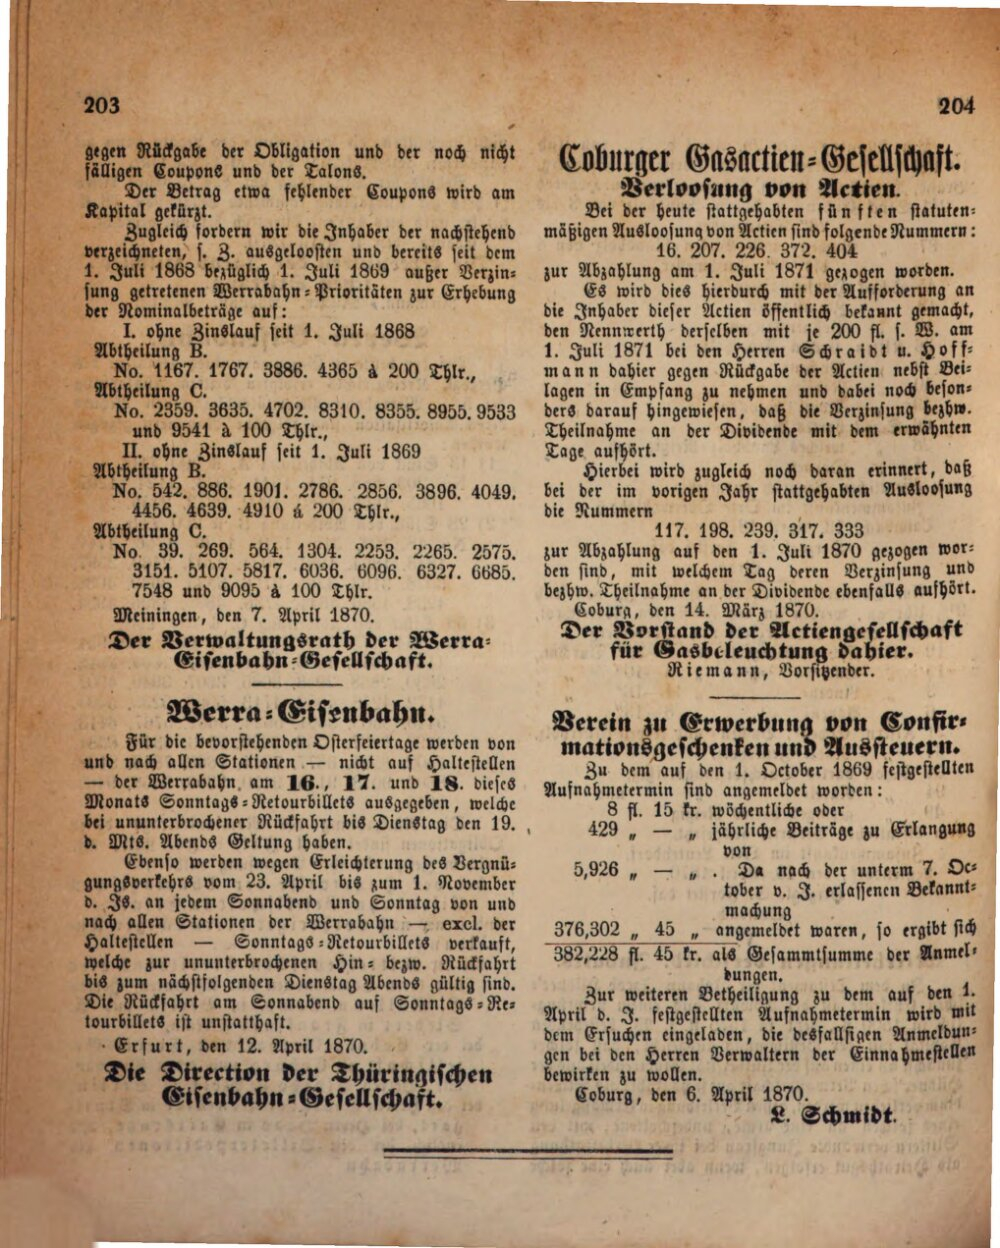 203
gegen Rückgabe der Obligation und der noch nicht
fälligen Coupons und der Talons.
Der Betrag etwa fehlender Coupons wird am
Kapital gekürzt.
Zugleich fordern wir die Inhaber der nachstehend
verzeichneten, s. Z. ausgeloosten und bereits seit dem
1. Juli 1868 bezüglich 1. Juli 1869 außer Verzin-
sung getretenen Werrabahn-Prioritäten zur Erhebung
der Nominalbeträge auf:
I. ohne Zinslauf seit 1. Juli 1868
Abtheilung B.
No. 1167. 1767. 3886. 4365 à 200 Thlr.,
Abtheilung C.
No. 2359. 3635. 4702. 8310. 8355. 8955. 9533
und 9541 à 100 Thlr.,
II. ohne Zinslauf seit 1. Juli 1869
Abtheilung B.
No. 542. 886. 1901. 2786. 2856. 3896. 4049.
4456. 4639. 4910 á 200 Thlr.,
Abtheilung C.
No. 39. 269. 564. 1304. 2253. 2265. 2575.
3151. 5107. 5817. 6036. 6096. 6327. 6685.
7548 und 9095 à 100 Thlr.
Meiningen, den 7. April 1870.
Der Verwaltungsrath der Werra-
Eisenbahn-Gesellschaft.
Werra-Eisenbahn.
Für die bevorstehenden Osterfeiertage werden von
und nach allen Stationen — nicht auf Haltestellen
— der Werrabahn am 16., 17. und 18. dieses
Monats Sonntags-Retourbillets ausgegeben, welche
bei ununterbrochener Rückfahrt bis Dienstag den 19.
d. Mts. Abends Geltung haben.
Ebenso werden wegen Erleichterung des Vergnü-
gungsverkehrs vom 23. April bis zum 1. November
d. Js. an jedem Sonnabend und Sonntag von und
nach allen Stationen der Werrabahn — excl. der
Haltestellen — Sonntags-Retourbillets verkauft,
welche zur ununterbrochenen Hin- bezw. Rückfahrt
bis zum nächstfolgenden Dienstag Abends gültig sind.
Die Rückfahrt am Sonnabend auf Sonntags-Re-
tourbillets ist unstatthaft.
Erfurt, den 12. April 1870.
Die Direction der Thüringischen
Eisenbahn-Gesellschaft.
204
Coburger Gasactien-Gesellschaft.
Verloosung von Actien.
Bei der heute stattgehabten fünften statuten-
mäßigen Ausloosung von Actien sind folgende Nummern:
16. 207. 226. 372. 404
zur Abzahlung am 1. Juli 1871 gezogen worden.
Es wird dies hierdurch mit der Aufforderung an
die Inhaber dieser Actien öffentlich bekannt gemacht,
den Nennwerth derselben mit je 200 fl. s. W. am
1. Juli 1871 bei den Herren Schraidt u. Hoff-
mann dahier gegen Rückgabe der Actien nebst Bei-
lagen in Empfang zu nehmen und dabei noch beson-
ders darauf hingewiesen, daß die Verzinsung bezhw.
Theilnahme an der Dividende mit dem erwähnten
Tage aufhört.
Hierbei wird zugleich noch daran erinnert, daß
bei der im vorigen Jahr stattgehabten Ausloosung
die Nummern
117. 198. 239. 317. 333
zur Abzahlung auf den 1. Juli 1870 gezogen wor-
den sind, mit welchem Tag deren Verzinsung und
bezhw. Theilnahme an der Dividende ebenfalls aufhört.
Coburg, den 14. März 1870.
Der Vorstand der Actiengesellschaft
für Gasbeleuchtung dahier.
Riemann, Vorsitzender.
Verein zu Erwerbung von Confir-
mationsgeschenken und Aussteuern.
Zu dem auf den 1. October 1869 festgestellten
Aufnahmetermin sind angemeldet worden:
8 fl. 15 kr. wöchentliche oder
429 „ — „ jährliche Beiträge zu Erlangung
von
5,926 „ — „ . Da nach der unterm 7. Oc-
tober v. J. erlassenen Bekannt-
machung
376,302 „ 45 „ angemeldet waren, so ergibt sich
382,228 fl. 45 kr. als Gesammtsumme der Anmel-
dungen.
Zur weiteren Betheiligung zu dem auf den 1.
April d. J. festgestellten Aufnahmetermin wird mit
dem Ersuchen eingeladen, die desfallsigen Anmeldun-
gen bei den Herren Verwaltern der Einnahmestellen
bewirken zu wollen.
Coburg, den 6. April 1870.
L. Schmidt.